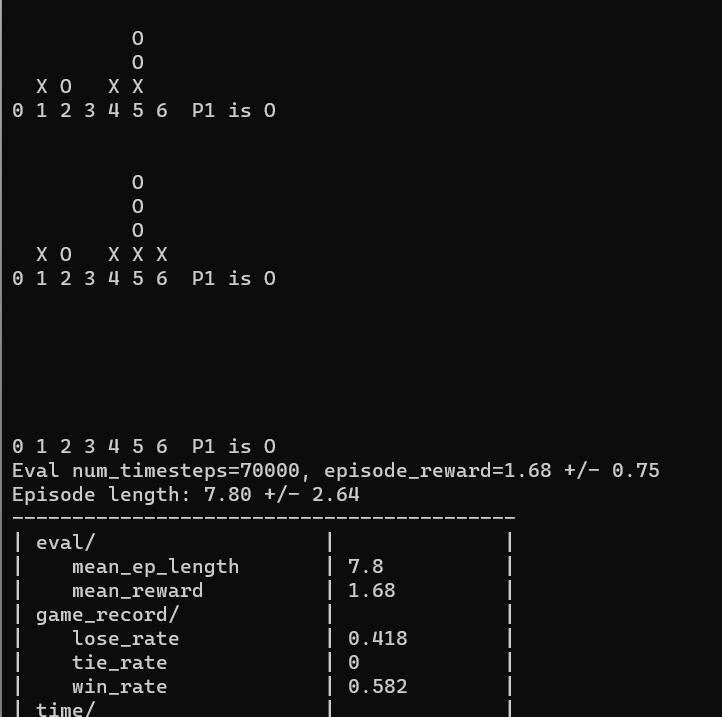 O
          O
  X O   X X
0 1 2 3 4 5 6  P1 is O
          O
          O
          O
  X O   X X X
0 1 2 3 4 5 6  P1 is O
0 1 2 3 4 5 6  P1 is O
Eval num_timesteps=70000, episode_reward=1.68 +/- 0.75
Episode length: 7.80 +/- 2.64
------------------------------------------
| eval/                   |              |
|    mean_ep_length       | 7.8          |
|    mean_reward          | 1.68         |
| game_record/            |              |
|    lose_rate            | 0.418        |
|    tie_rate             | 0            |
|    win_rate             | 0.582        |
| time/                   |              |